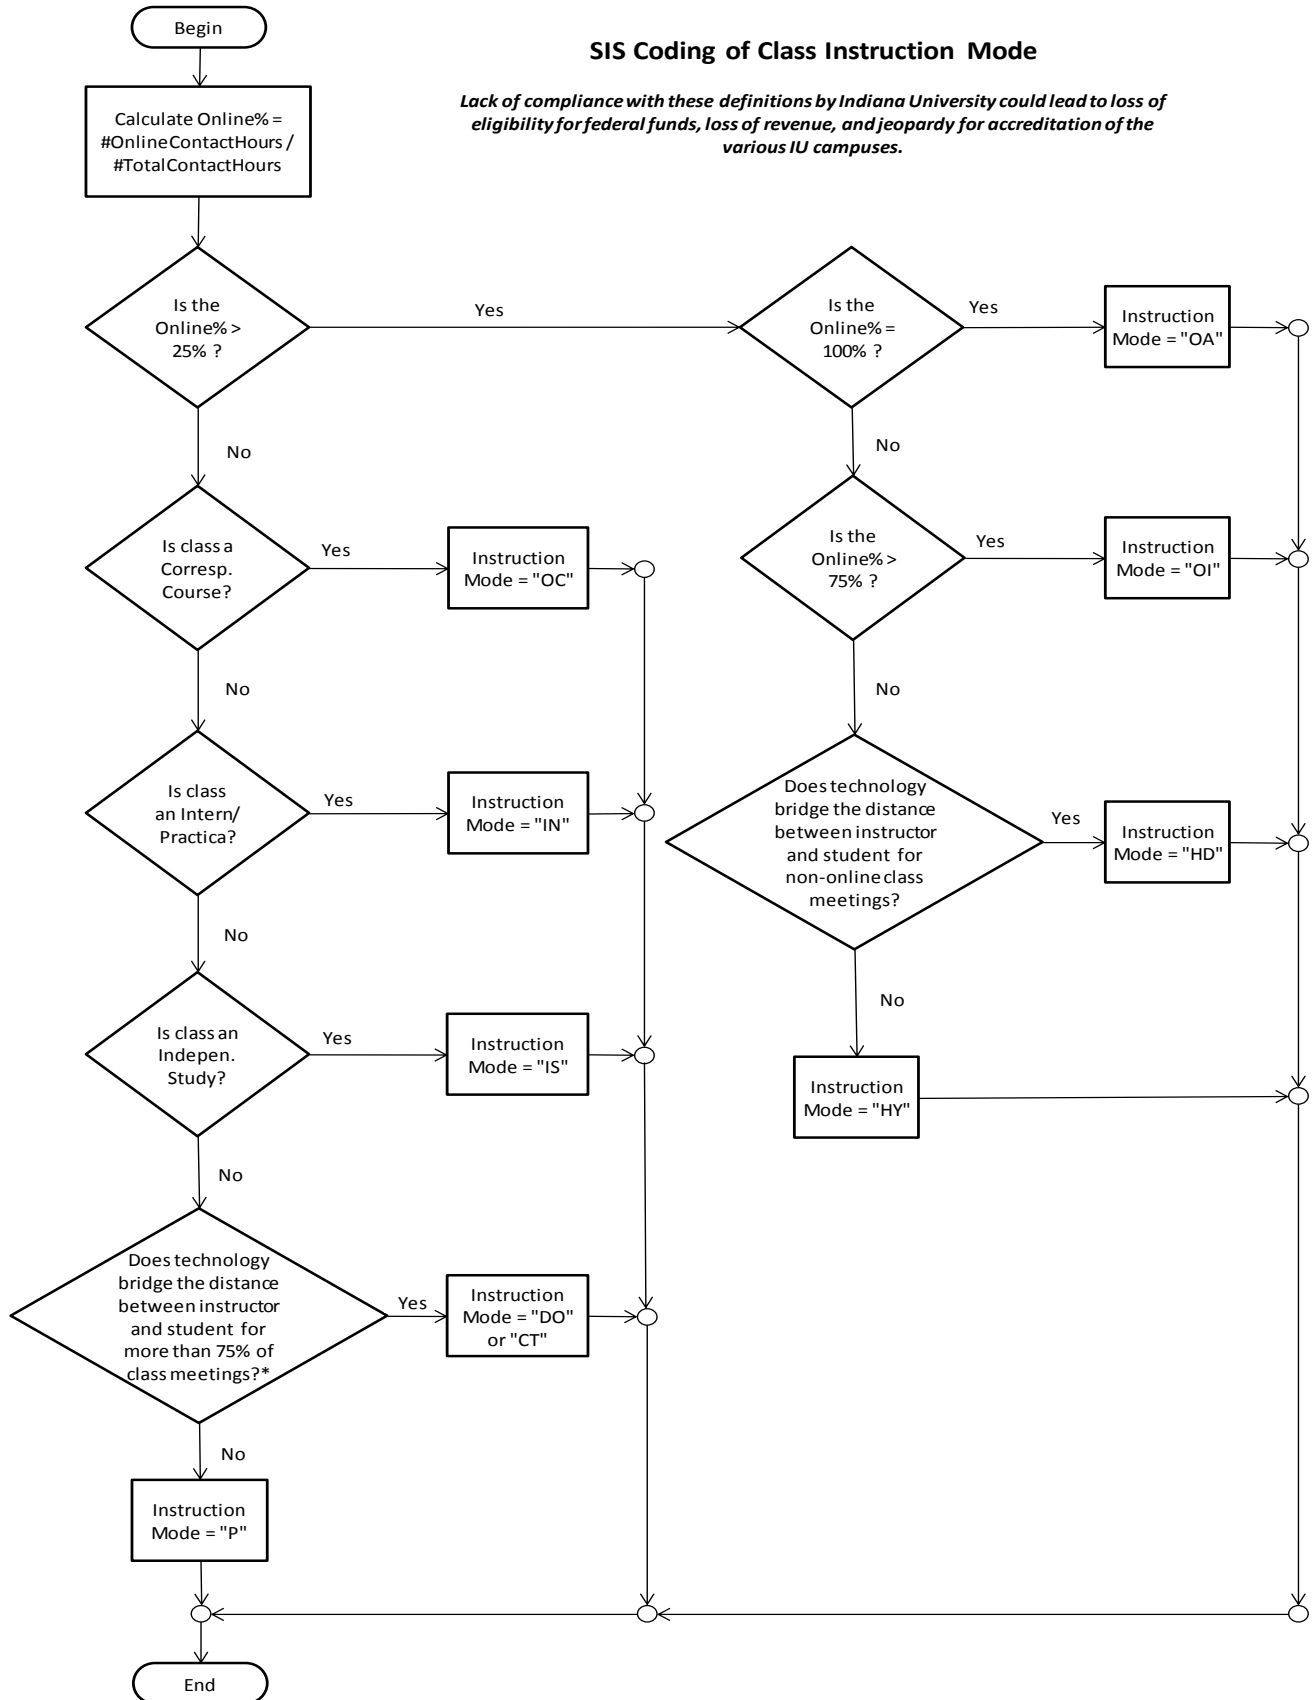 Begin
SIS Coding of Class Instruction Mode
Lack of compliance with these definitions by Indiana University could lead to loss of
eligibility for federal funds, loss of revenue, and jeopardy for accreditation of the
various IU campuses.
Calculate Online% =
#OnlineContactHours /
#TotalContactHours
Is the
Online% >
25% ?
Yes
Is the
Online% =
100% ?
Yes
Instruction
Mode = "OA"
No
No
Is class a
Corresp.
Course?
Yes
Instruction
Mode = "OC"
Is the
Online% >
75% ?
Yes
Instruction
Mode = "OI"
No
No
Is class
an Intern/
Practica?
Yes
Instruction
Mode = "IN"
Does technology
bridge the distance
between instructor
and student for
non-online class
meetings?
Yes
Instruction
Mode = "HD"
No
No
Is class an
Indepen.
Study?
Yes
Instruction
Mode = "IS"
Instruction
Mode = "HY"
No
Does technology
bridge the distance
between instructor
and student for
more than 75% of
class meetings?*
Yes
Instruction
Mode = "DO"
or "CT"
No
Instruction
Mode = "P"
End